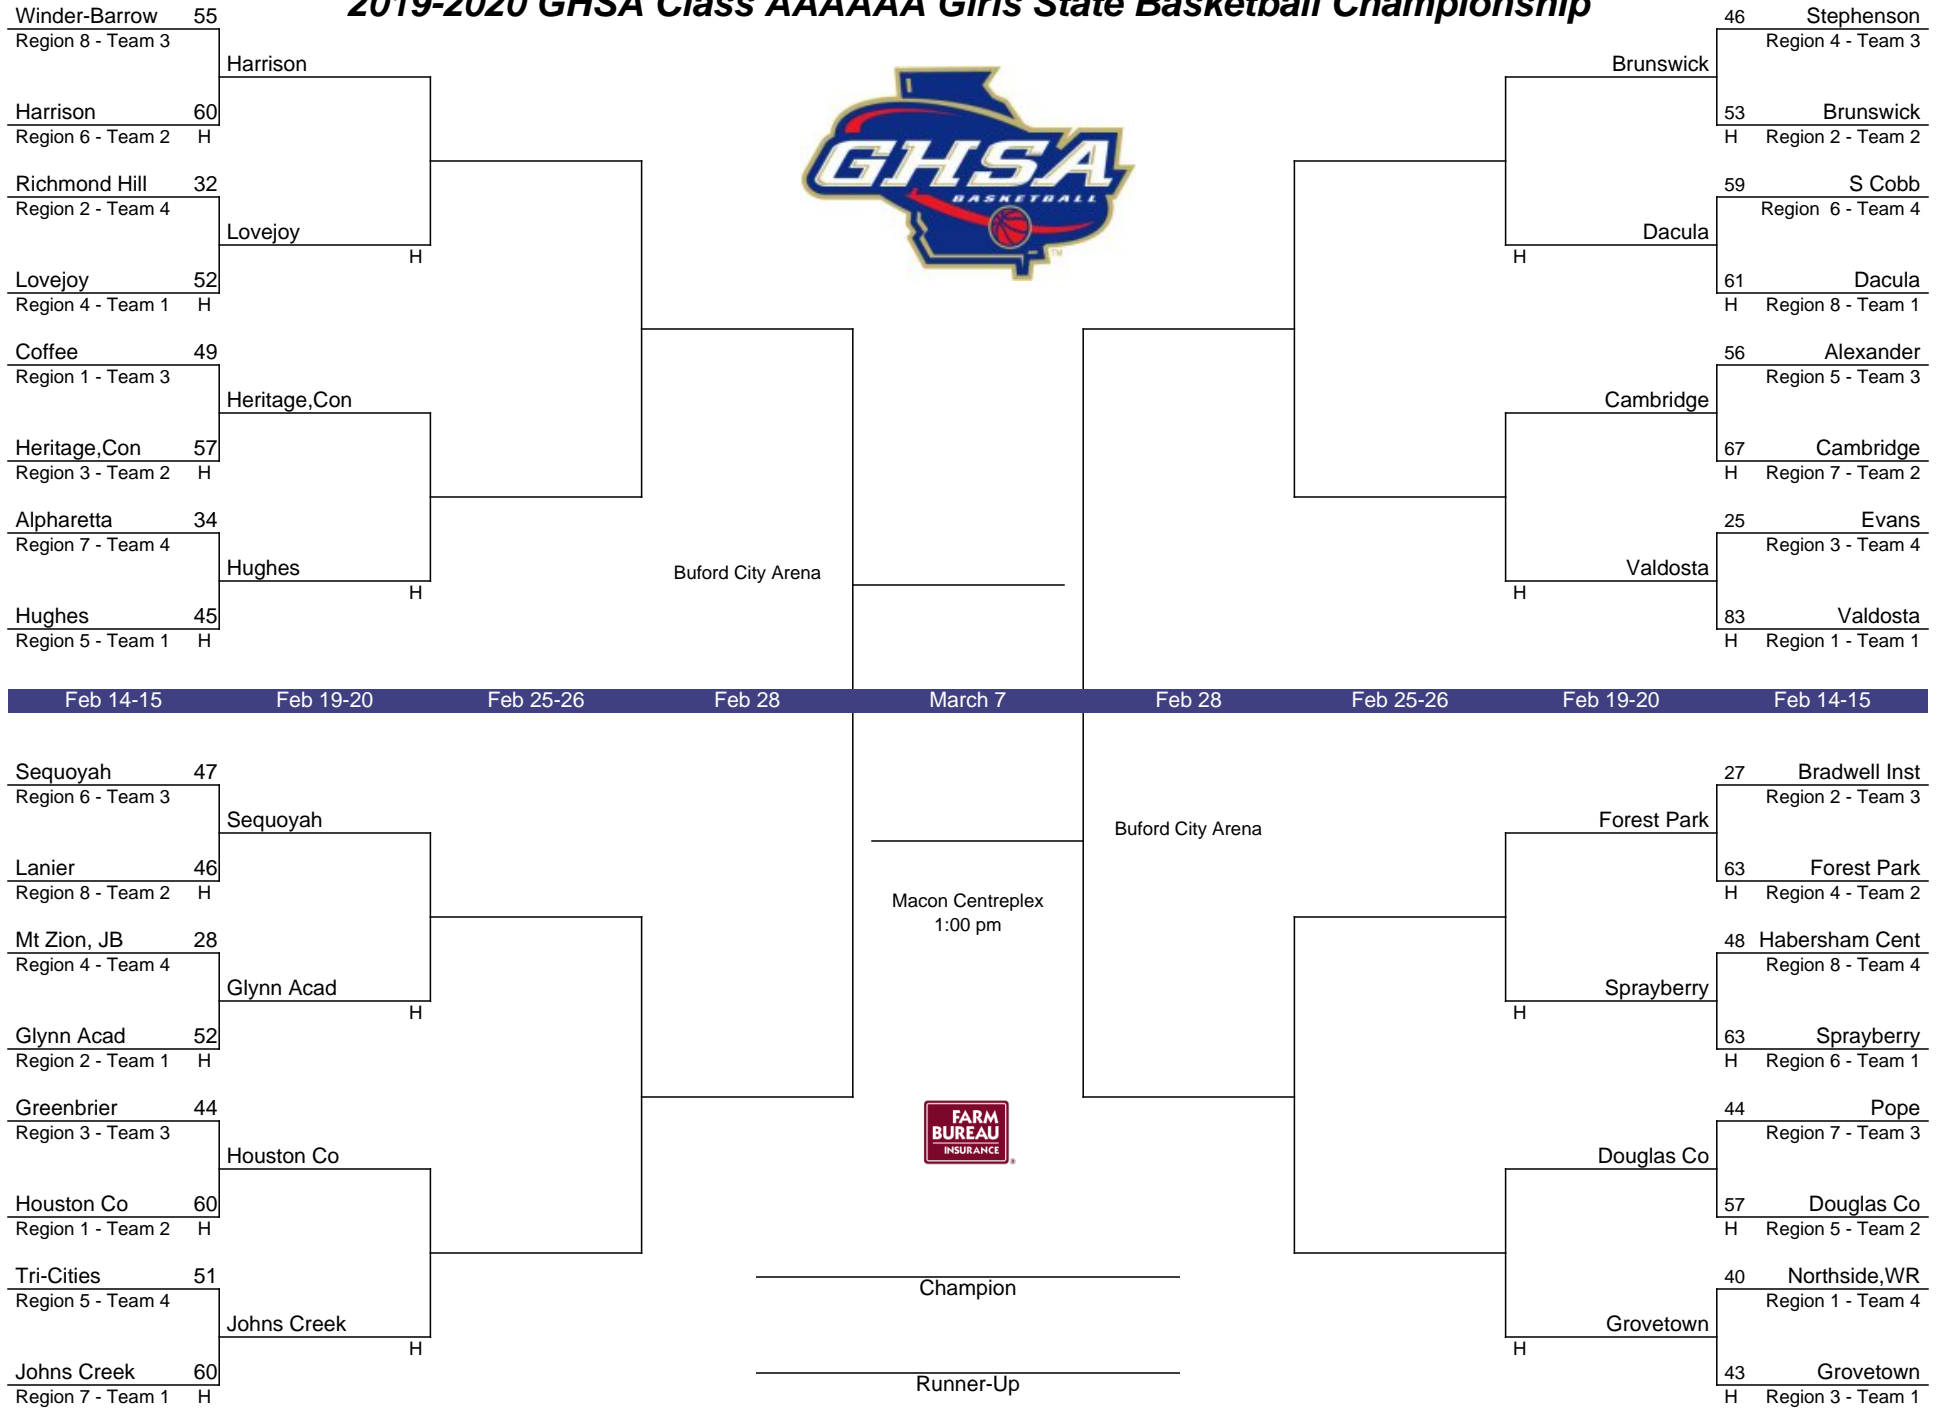 2019-2020 GHSA Class AAAAAA Girls State Basketball Championship
Winder-Barrow 55
Region 8 - Team 3
Harrison
Harrison 60
Region 6 - Team 2 H
Richmond Hill 32
Region 2 - Team 4
Lovejoy
H
Lovejoy 52
Region 4 - Team 1 H
Coffee 49
Region 1 - Team 3
Heritage,Con
Heritage,Con 57
Region 3 - Team 2 H
Alpharetta 34
Region 7 - Team 4
Hughes
H
Hughes 45
Region 5 - Team 1 H
Buford City Arena
GHSA
BASKETBALL
TM
46 Stephenson
Region 4 - Team 3
Brunswick
53 Brunswick
H Region 2 - Team 2
59 S Cobb
Region 6 - Team 4
Dacula
H
61 Dacula
H Region 8 - Team 1
56 Alexander
Region 5 - Team 3
Cambridge
67 Cambridge
H Region 7 - Team 2
25 Evans
Region 3 - Team 4
Valdosta
H
83 Valdosta
H Region 1 - Team 1
Feb 14-15 Feb 19-20 Feb 25-26 Feb 28 March 7 Feb 28 Feb 25-26 Feb 19-20 Feb 14-15
Sequoyah 47
Region 6 - Team 3
Sequoyah
Lanier 46
Region 8 - Team 2 H
Mt Zion, JB 28
Region 4 - Team 4
Glynn Acad
H
Glynn Acad 52
Region 2 - Team 1 H
Greenbrier 44
Region 3 - Team 3
Houston Co
Houston Co 60
Region 1 - Team 2 H
Tri-Cities 51
Region 5 - Team 4
Johns Creek
H
Johns Creek 60
Region 7 - Team 1 H
Buford City Arena
Macon Centreplex
1:00 pm
FARM
BUREAU
INSURANCE
®
Champion
Runner-Up
27 Bradwell Inst
Region 2 - Team 3
Forest Park
63 Forest Park
H Region 4 - Team 2
48 Habersham Cent
Region 8 - Team 4
Sprayberry
H
63 Sprayberry
H Region 6 - Team 1
44 Pope
Region 7 - Team 3
Douglas Co
57 Douglas Co
H Region 5 - Team 2
40 Northside,WR
Region 1 - Team 4
Grovetown
H
43 Grovetown
H Region 3 - Team 1